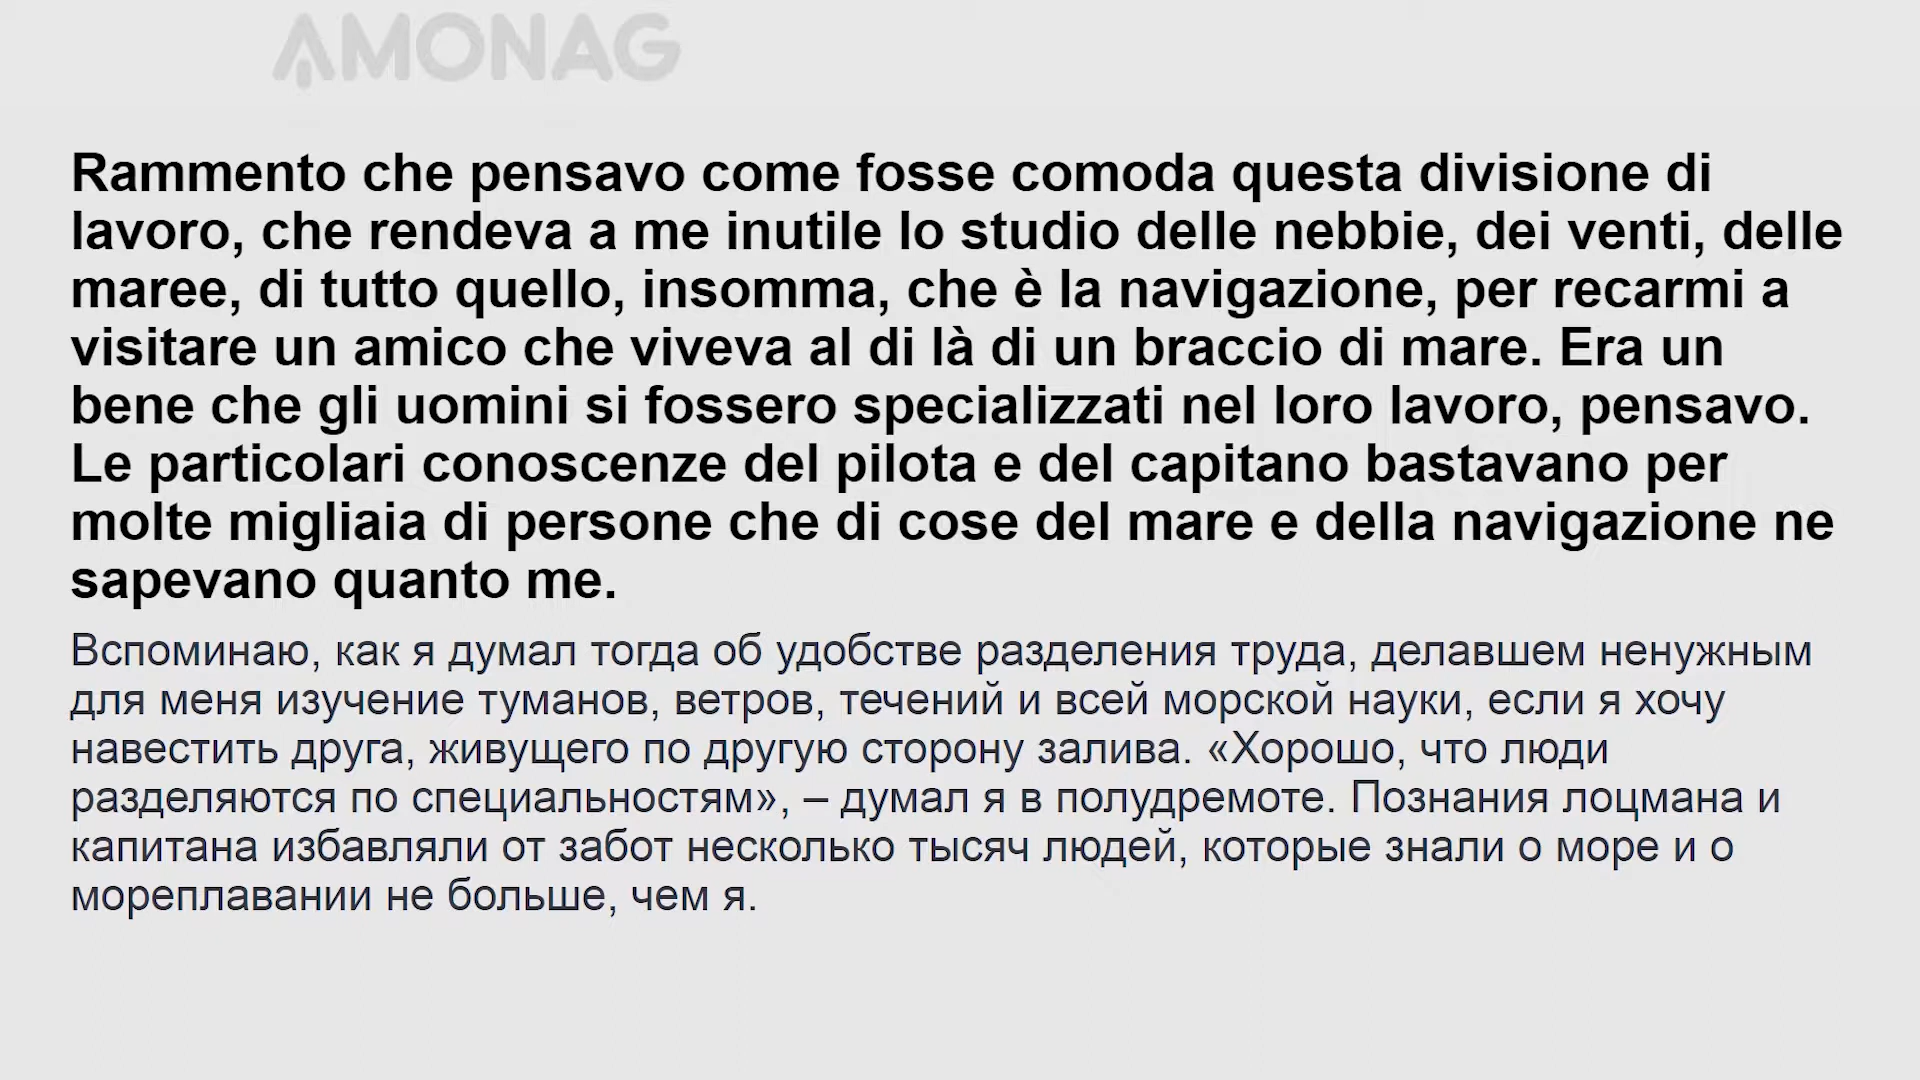 AMONAG
Rammento che pensavo come fosse comoda questa divisione di
lavoro, che rendeva a me inutile lo studio delle nebbie, dei venti, delle
maree, di tutto quello, insomma, che è la navigazione, per recarmi a
visitare un amico che viveva al di là di un braccio di mare. Era un
bene che gli uomini si fossero specializzati nel loro lavoro, pensavo.
Le particolari conoscenze del pilota e del capitano bastavano per
molte migliaia di persone che di cose del mare e della navigazione ne
sapevano quanto me.
Вспоминаю, как я думал тогда об удобстве разделения труда, делавшем ненужным
для меня изучение туманов, ветров, течений и всей морской науки, если я хочу
навестить друга, живущего по другую сторону залива. «Хорошо, что люди
разделяются по специальностям», – думал я в полудремоте. Познания лоцмана и
капитана избавляли от забот несколько тысяч людей, которые знали о море и о
мореплавании не больше, чем я.